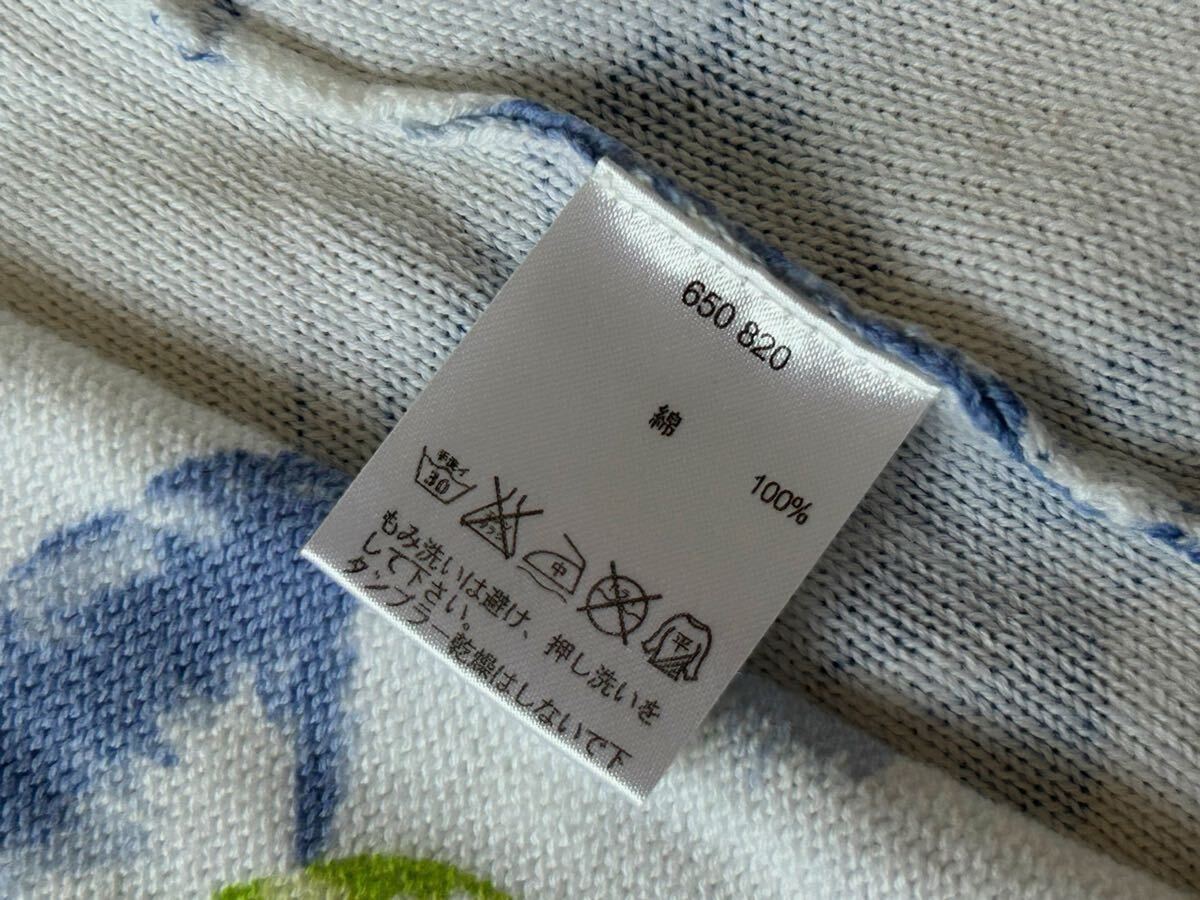 650 820
綿
100%
手洗イ
30
中
平
もみ洗いは避け、押し洗いを
して下さい。
タンブラー乾燥はしないで下